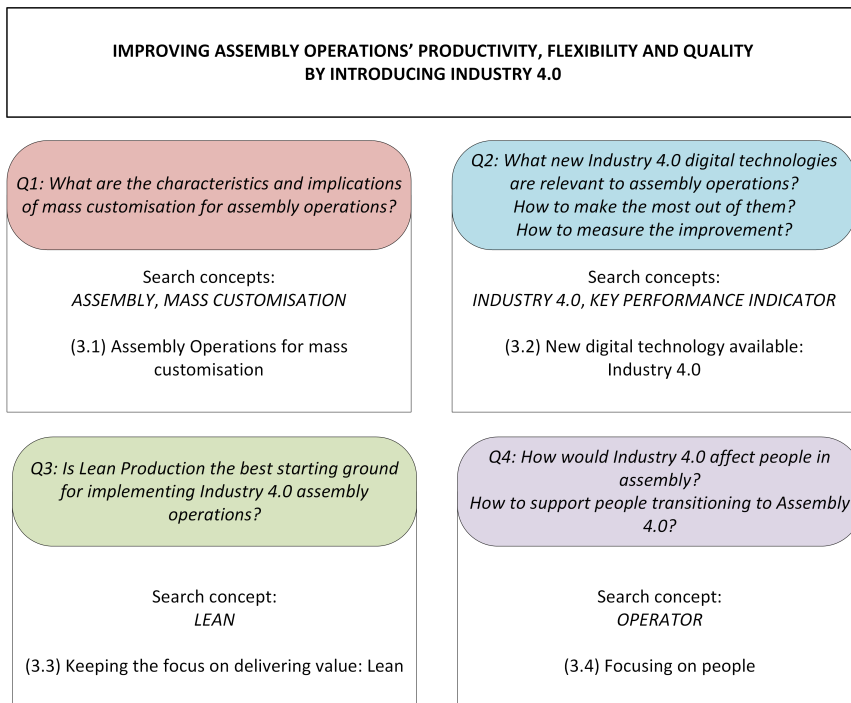 IMPROVING ASSEMBLY OPERATIONS’ PRODUCTIVITY, FLEXIBILITY AND QUALITY
BY INTRODUCING INDUSTRY 4.0
Q1: What are the characteristics and implications
of mass customisation for assembly operations?
Search concepts:
ASSEMBLY, MASS CUSTOMISATION
(3.1) Assembly Operations for mass
customisation
Q2: What new Industry 4.0 digital technologies
are relevant to assembly operations?
How to make the most out of them?
How to measure the improvement?
Search concepts:
INDUSTRY 4.0, KEY PERFORMANCE INDICATOR
(3.2) New digital technology available:
Industry 4.0
Q3: Is Lean Production the best starting ground
for implementing Industry 4.0 assembly
operations?
Search concept:
LEAN
(3.3) Keeping the focus on delivering value: Lean
Q4: How would Industry 4.0 affect people in
assembly?
How to support people transitioning to Assembly
4.0?
Search concept:
OPERATOR
(3.4) Focusing on people